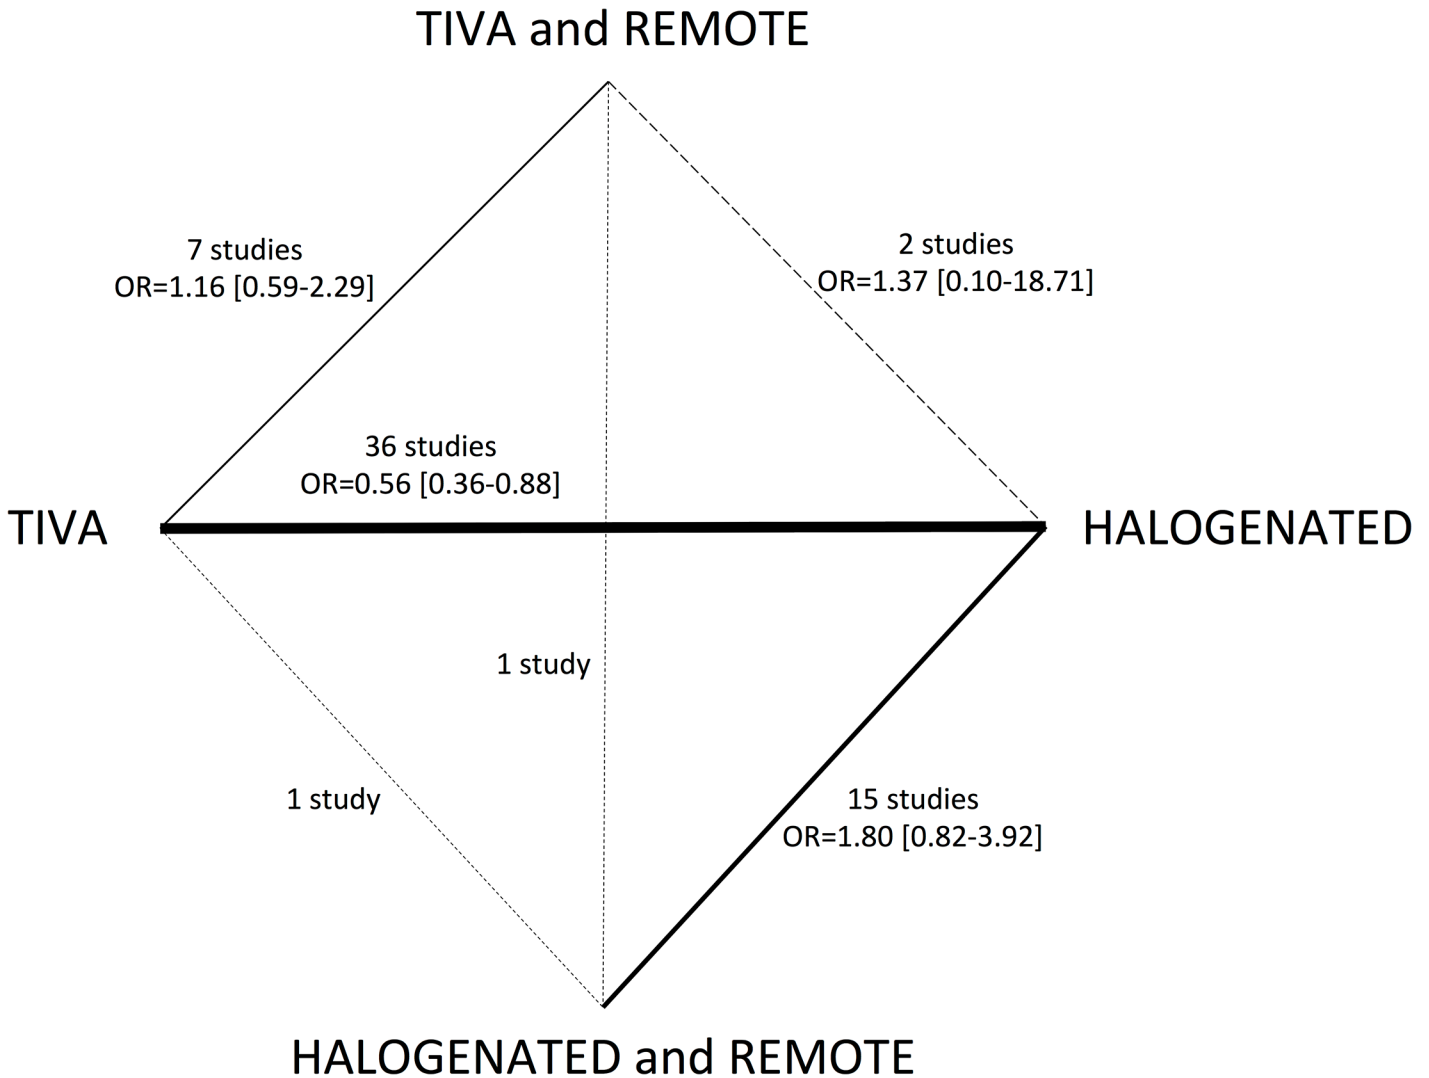 TIVA and REMOTE
7 studies
OR=1.16 [0.59-2.29]
2 studies
OR=1.37 [0.10-18.71]
36 studies
OR=0.56 [0.36-0.88]
TIVA
HALOGENATED
1 study
1 study
15 studies
OR=1.80 [0.82-3.92]
HALOGENATED and REMOTE